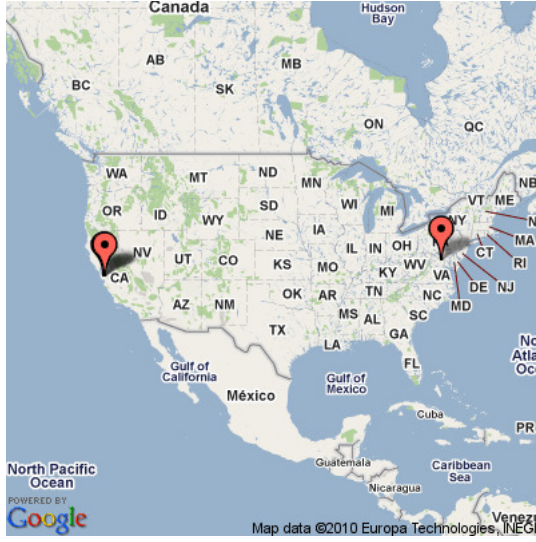 Canada
Hudson
Bay
AB
MB
BC
SK
ON
QC
NB
WA
MT
ND
MN
VT
ME
OR
ID
SD
WI
MI
NY
WY
IA
MA
NE
NV
IL
IN
OH
CT
RI
UT
CO
KS
MO
WV
VA
KY
DE
NJ
CA
MD
OK
AR
TN
NC
AZ
NM
MS
AL
SC
GA
TX
LA
FL
Gulf of
California
Gulf of
Mexico
México
Cuba
PR
Guatemala
Caribbean
Sea
Nicaragua
North Pacific
Ocean
POWERED BY
Google
Map data ©2010 Europa Technologies, INEGI